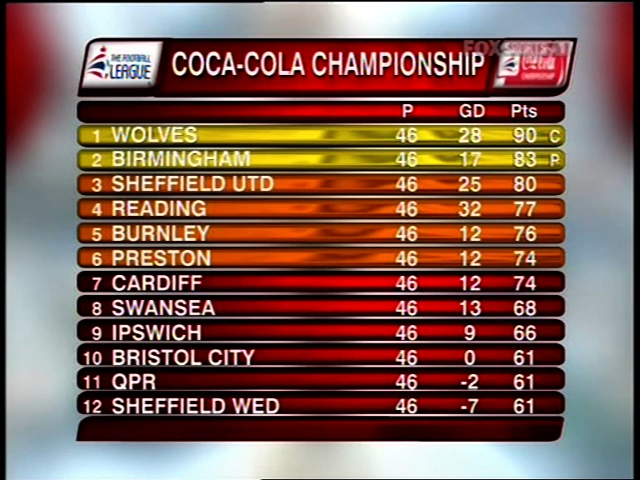 THE FOOTBALL
LEAGUE
COCA-COLA CHAMPIONSHIP
FOX SPORTS
CHAMPIONSHIP
P GD Pts
1 WOLVES 46 28 90 C
2 BIRMINGHAM 46 17 83 P
3 SHEFFIELD UTD 46 25 80
4 READING 46 32 77
5 BURNLEY 46 12 76
6 PRESTON 46 12 74
7 CARDIFF 46 12 74
8 SWANSEA 46 13 68
9 IPSWICH 46 9 66
10 BRISTOL CITY 46 0 61
11 QPR 46 -2 61
12 SHEFFIELD WED 46 -7 61